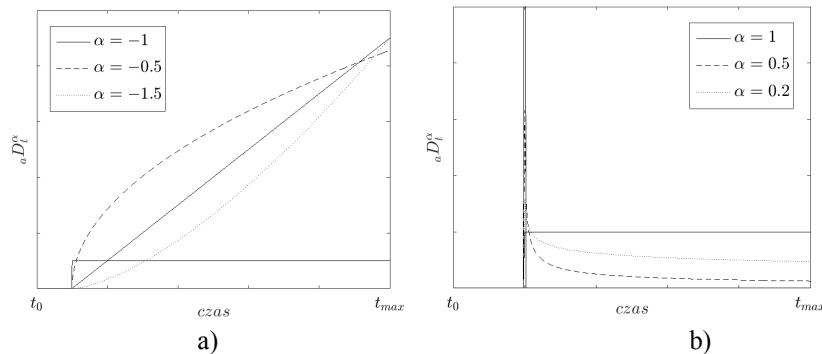 α = −1
α = −0.5
α = −1.5
aDtα
t0
czas
tmax
a)
α = 1
α = 0.5
α = 0.2
aDtα
t0
czas
tmax
b)